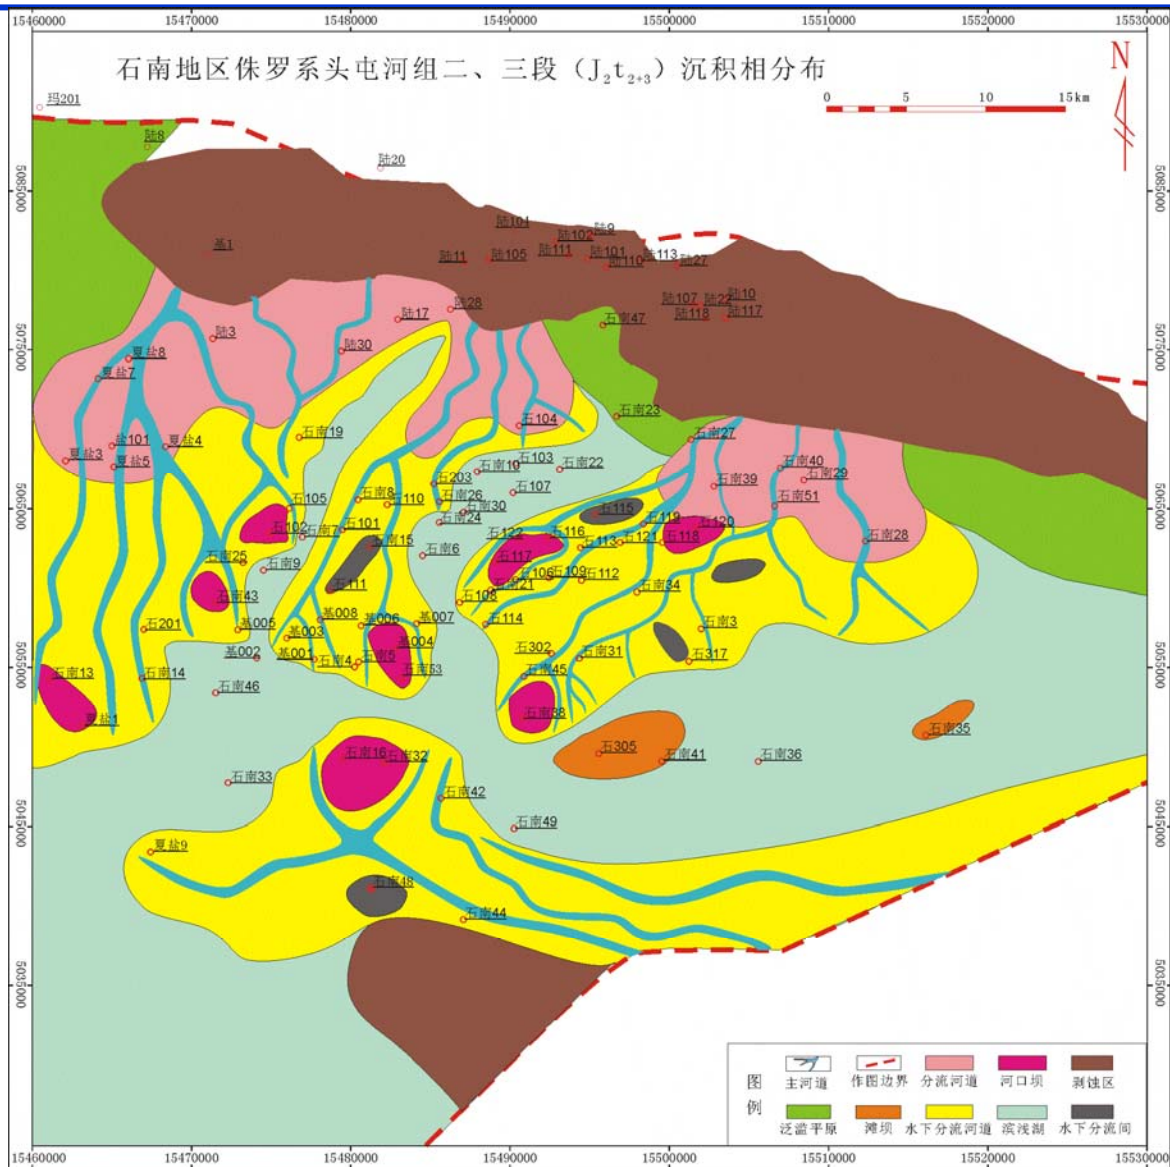 15460000 15470000 15480000 15490000 15500000 15510000 15520000 15530000
石南地区侏罗系头屯河组二、三段（J₂t₂₊₃）沉积相分布
N
0 5 10 15km
玛201
陆8
陆20
5085000 5085000
陆104 陆9
陆102
基1 陆11 陆105 陆111 陆101 陆113
陆110 陆27
陆107 陆22 陆10
陆118 陆117
陆28
陆17 石南47
陆3
陆30
5075000 5075000
夏盐8
夏盐7
石南23
石104
石南19 石南27
盐101 夏盐4
夏盐3 夏盐5
石103 石南22 石南40
石南10 石南29
石203 石南39
石107
石南8 石南26 石南51
石105 石110 石南30 石115
5065000 5065000
石102 石南7 石101 石南24 石119 石120
石122 石116 石121 石118 石南28
石南15 石113
石南25 石南6 石117
石南9 石106 石109 石112
石111 石南21 石南34
石南43 石108
基008 基006 基007 石114
石201 基005 石南3
基003 基004
基002 基001 石南4 石南5 石302 石南31 石317
5055000 5055000
石南13 石南14 石南53 石南45
石南46
夏盐1 石南38
石南35
石南16 石南32 石305 石南41 石南36
石南33
石南42
石南49
5045000 5045000
夏盐9
石南48
石南44
5035000 5035000
图例
主河道 作图边界 分流河道 河口坝 剥蚀区
泛滥平原 滩坝 水下分流河道 滨浅湖 水下分流间
15460000 15470000 15480000 15490000 15500000 15510000 15520000 15530000